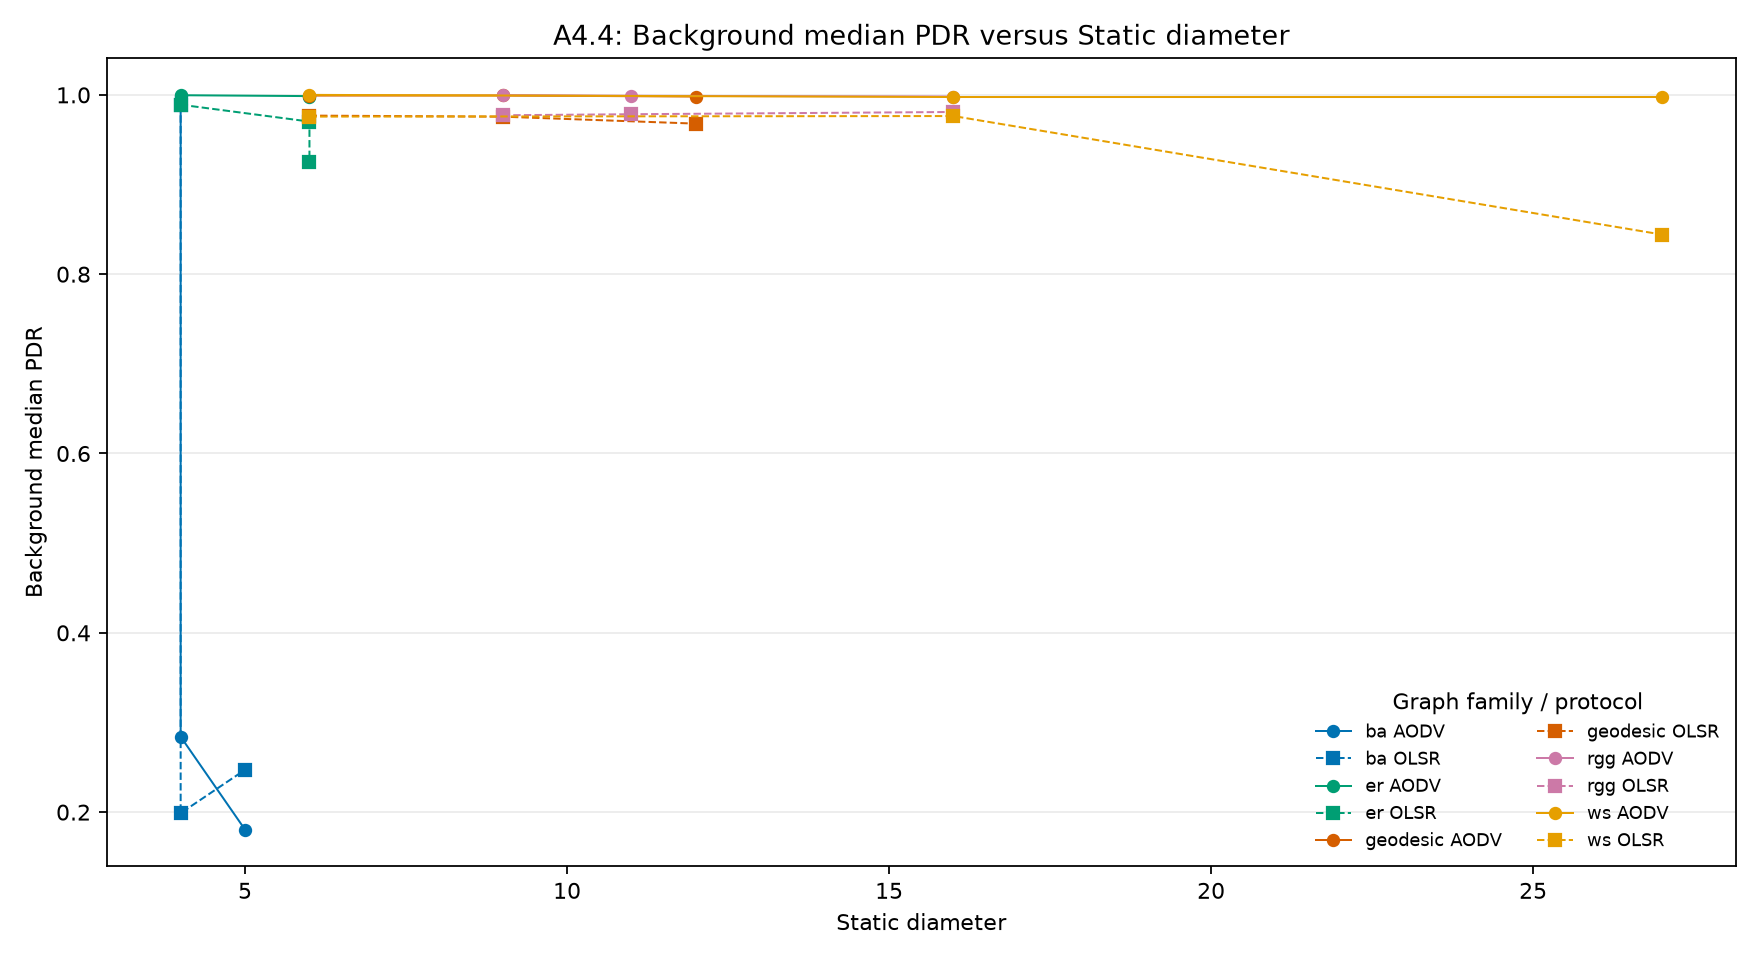 A4.4: Background median PDR versus Static diameter
Background median PDR
1.0
0.8
0.6
0.4
0.2
5
10
15
20
25
Static diameter
Graph family / protocol
ba AODV
ba OLSR
er AODV
er OLSR
geodesic AODV
geodesic OLSR
rgg AODV
rgg OLSR
ws AODV
ws OLSR